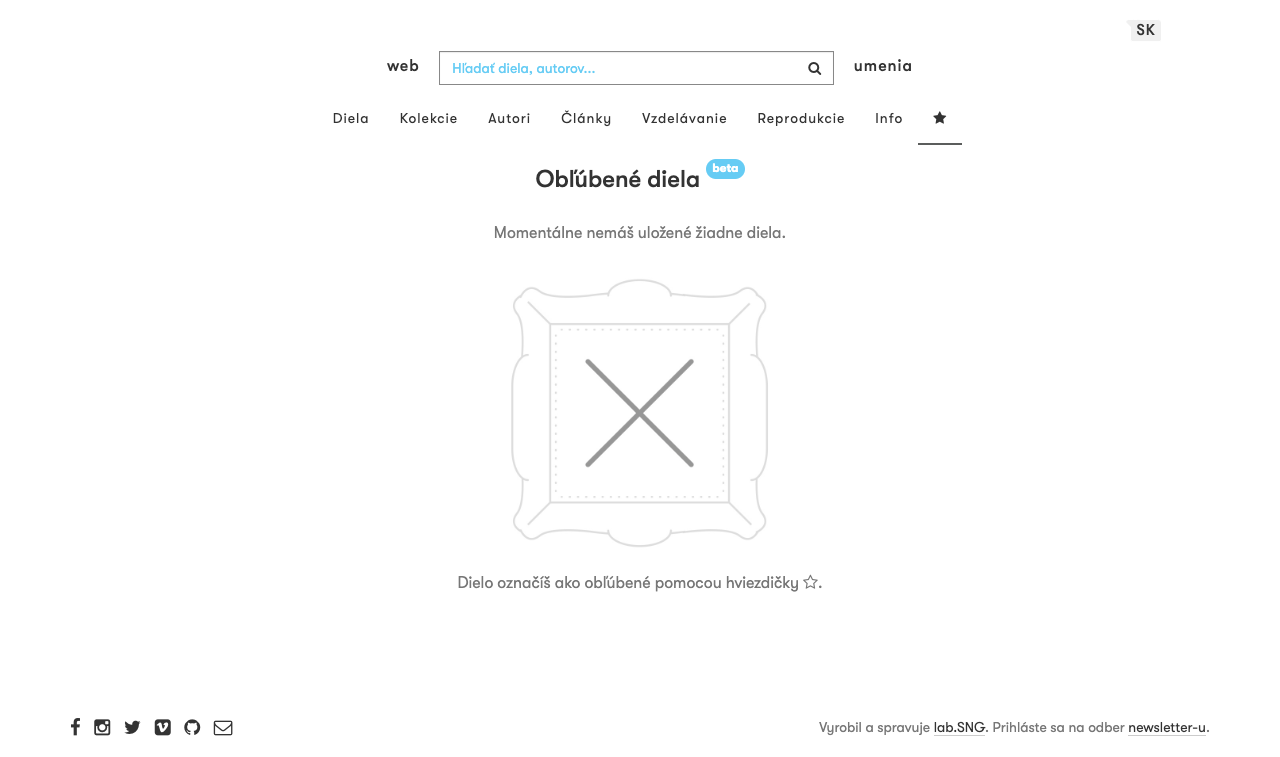 SK
web Hľadať diela, autorov... umenia
Diela Kolekcie Autori Články Vzdelávanie Reprodukcie Info
Obľúbené diela beta
Momentálne nemáš uložené žiadne diela.
Dielo označíš ako obľúbené pomocou hviezdičky ☆.
Vyrobil a spravuje lab.SNG. Prihláste sa na odber newsletter-u.